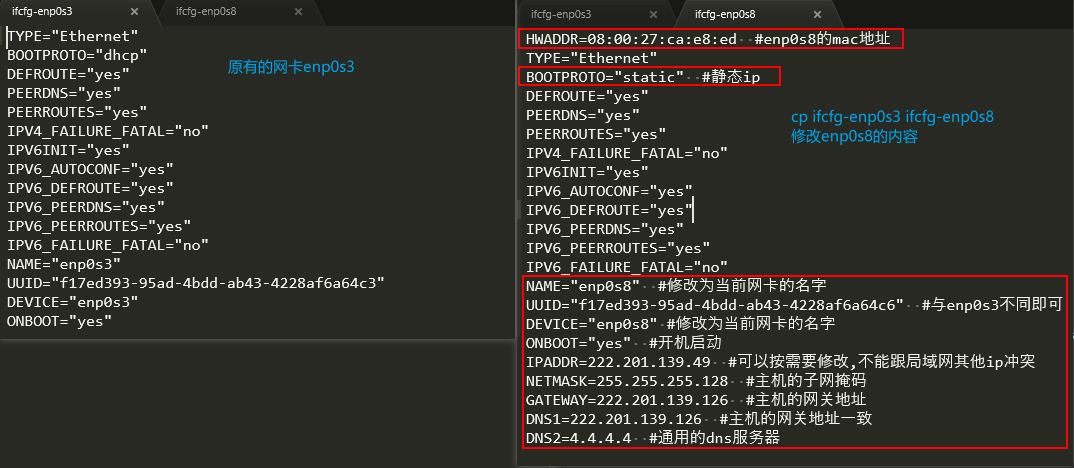 ifcfg-enp0s3
ifcfg-enp0s8
TYPE="Ethernet"
BOOTPROTO="dhcp"
DEFROUTE="yes"
PEERDNS="yes"
PEERROUTES="yes"
IPV4_FAILURE_FATAL="no"
IPV6INIT="yes"
IPV6_AUTOCONF="yes"
IPV6_DEFROUTE="yes"
IPV6_PEERDNS="yes"
IPV6_PEERROUTES="yes"
IPV6_FAILURE_FATAL="no"
NAME="enp0s3"
UUID="f17ed393-95ad-4bdd-ab43-4228af6a64c3"
DEVICE="enp0s3"
ONBOOT="yes"
原有的网卡enp0s3
ifcfg-enp0s3
ifcfg-enp0s8
HWADDR=08:00:27:ca:e8:ed #enp0s8的mac地址
TYPE="Ethernet"
BOOTPROTO="static" #静态ip
DEFROUTE="yes"
PEERDNS="yes"
PEERROUTES="yes"
IPV4_FAILURE_FATAL="no"
IPV6INIT="yes"
IPV6_AUTOCONF="yes"
IPV6_DEFROUTE="yes"
IPV6_PEERDNS="yes"
IPV6_PEERROUTES="yes"
IPV6_FAILURE_FATAL="no"
NAME="enp0s8" #修改为当前网卡的名字
UUID="f17ed393-95ad-4bdd-ab43-4228af6a64c6" #与enp0s3不同即可
DEVICE="enp0s8" #修改为当前网卡的名字
ONBOOT="yes" #开机启动
IPADDR=222.201.139.49 #可以按需要修改,不能跟局域网其他ip冲突
NETMASK=255.255.255.128 #主机的子网掩码
GATEWAY=222.201.139.126 #主机的网关地址
DNS1=222.201.139.126 #主机的网关地址一致
DNS2=4.4.4.4 #通用的dns服务器
cp ifcfg-enp0s3 ifcfg-enp0s8
修改enp0s8的内容